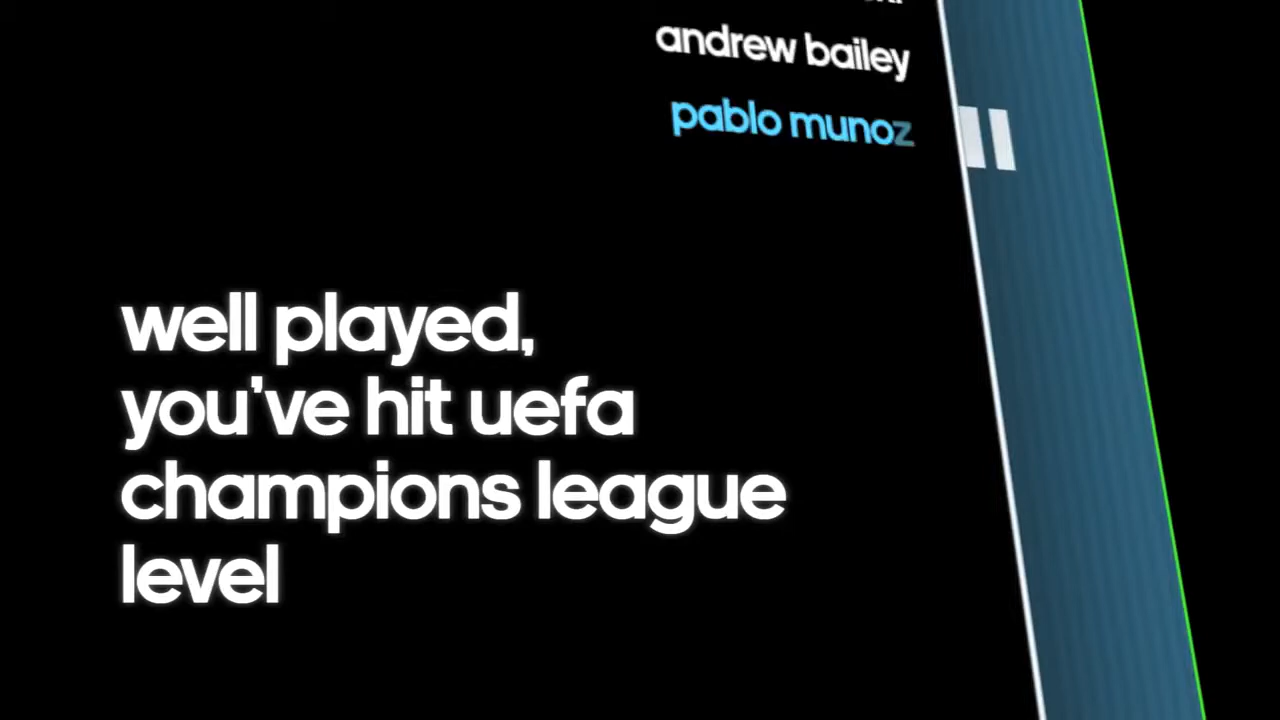 andrew bailey
pablo munoz
well played,
you've hit uefa
champions league
level